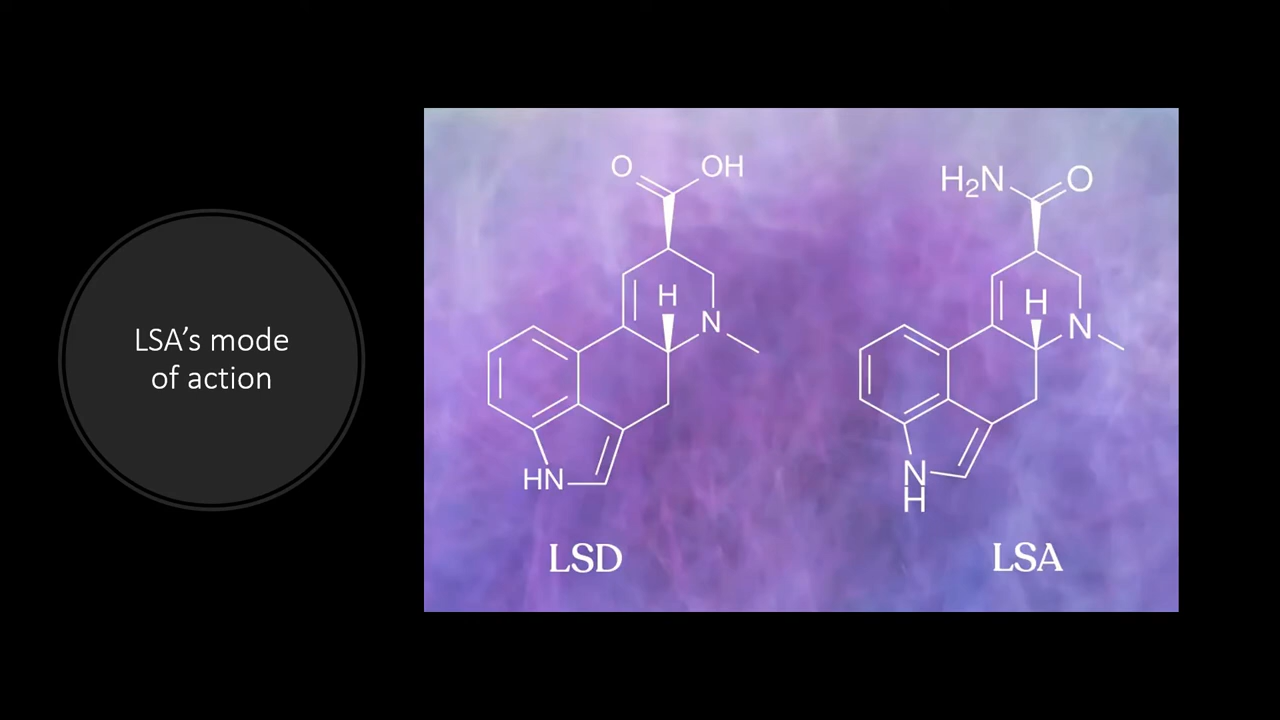 LSA’s mode
of action
O OH
H
N
HN
LSD
H₂N O
H
N
N
H
LSA